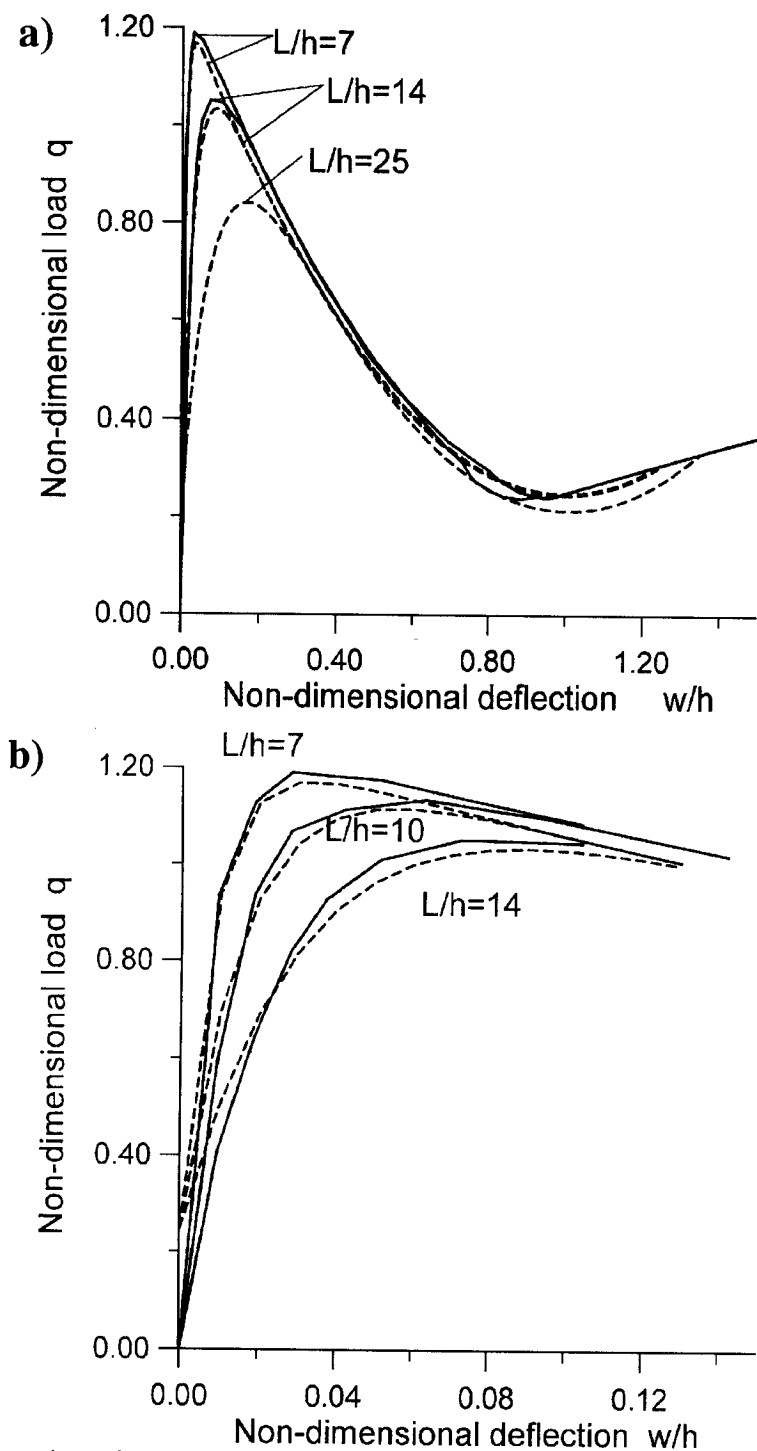 a)
1.20
L/h=7
L/h=14
L/h=25
0.80
0.40
0.00
Non-dimensional load q
0.00 0.40 0.80 1.20
Non-dimensional deflection w/h
b)
L/h=7
1.20
L/h=10
L/h=14
0.80
0.40
0.00
Non-dimensional load q
0.00 0.04 0.08 0.12
Non-dimensional deflection w/h